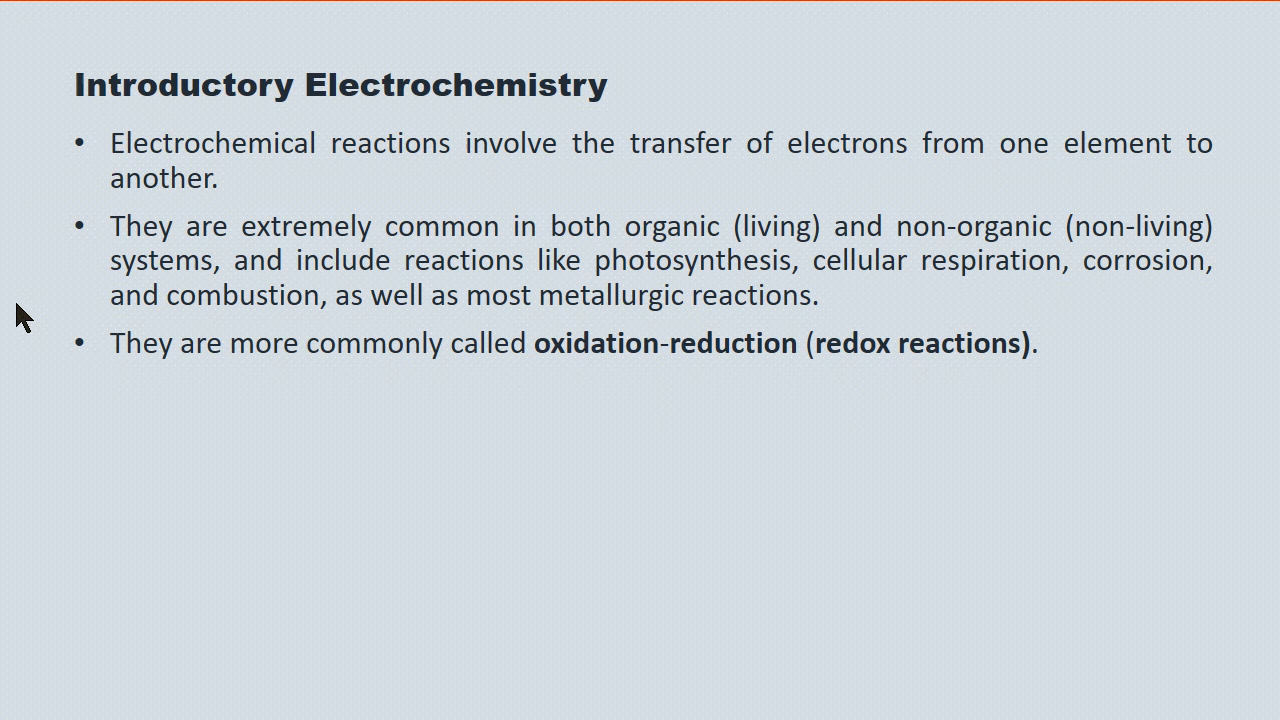 Introductory Electrochemistry
• Electrochemical reactions involve the transfer of electrons from one element to
another.
• They are extremely common in both organic (living) and non-organic (non-living)
systems, and include reactions like photosynthesis, cellular respiration, corrosion,
and combustion, as well as most metallurgic reactions.
• They are more commonly called oxidation-reduction (redox reactions).